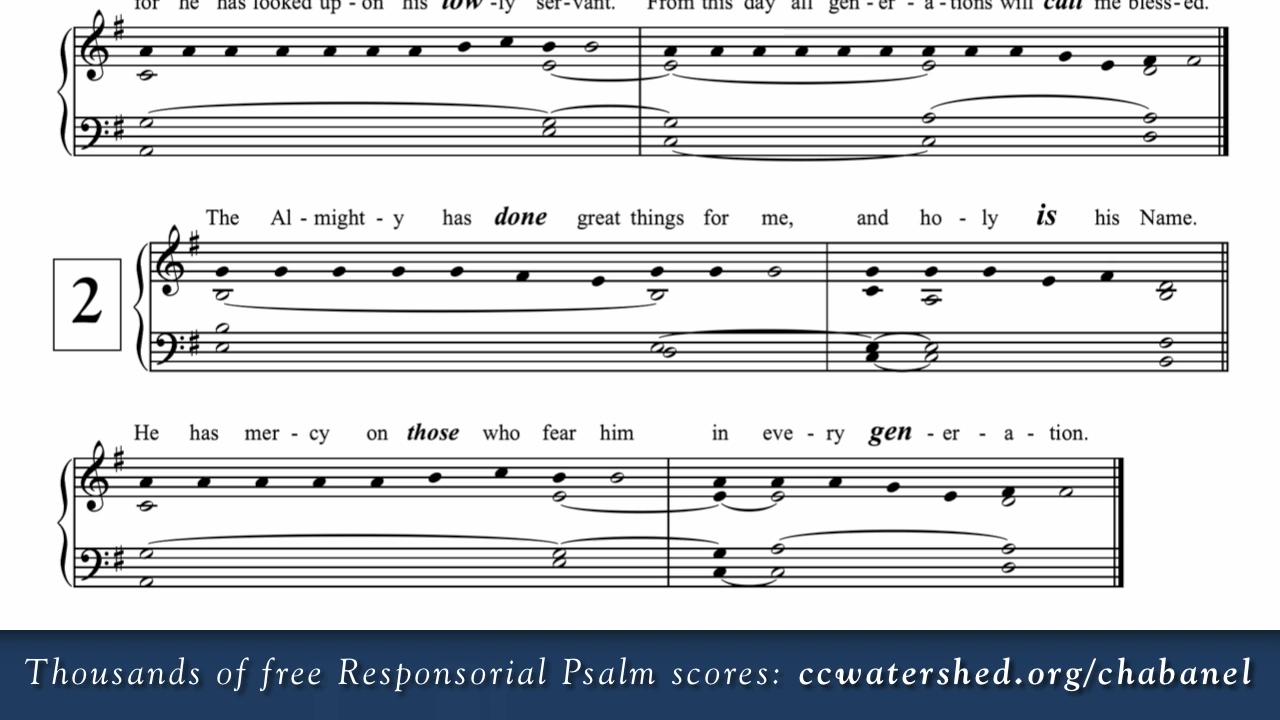 for he has looked up - on his low - ly ser - vant. From this day all gen - er - a - tions will call me bless - ed.
The Al - might - y has done great things for me, and ho - ly is his Name.
2
He has mer - cy on those who fear him in eve - ry gen - er - a - tion.
Thousands of free Responsorial Psalm scores: ccwatershed.org/chabanel